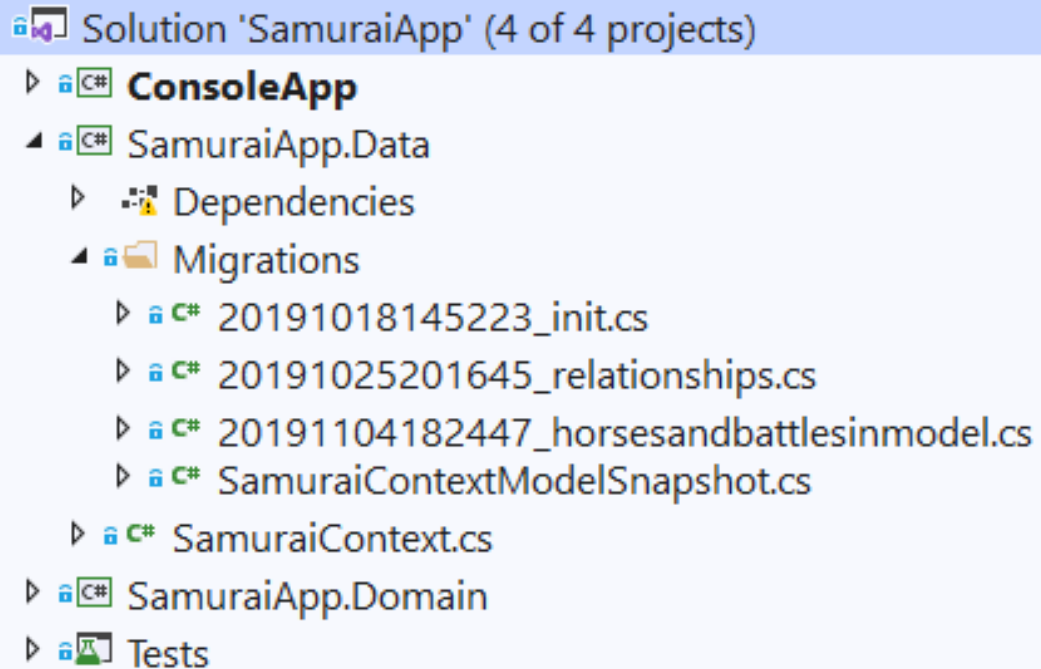 Solution 'SamuraiApp' (4 of 4 projects)
C# ConsoleApp
C# SamuraiApp.Data
Dependencies
Migrations
C# 20191018145223_init.cs
C# 20191025201645_relationships.cs
C# 20191104182447_horsesandbattlesinmodel.cs
C# SamuraiContextModelSnapshot.cs
C# SamuraiContext.cs
C# SamuraiApp.Domain
Tests